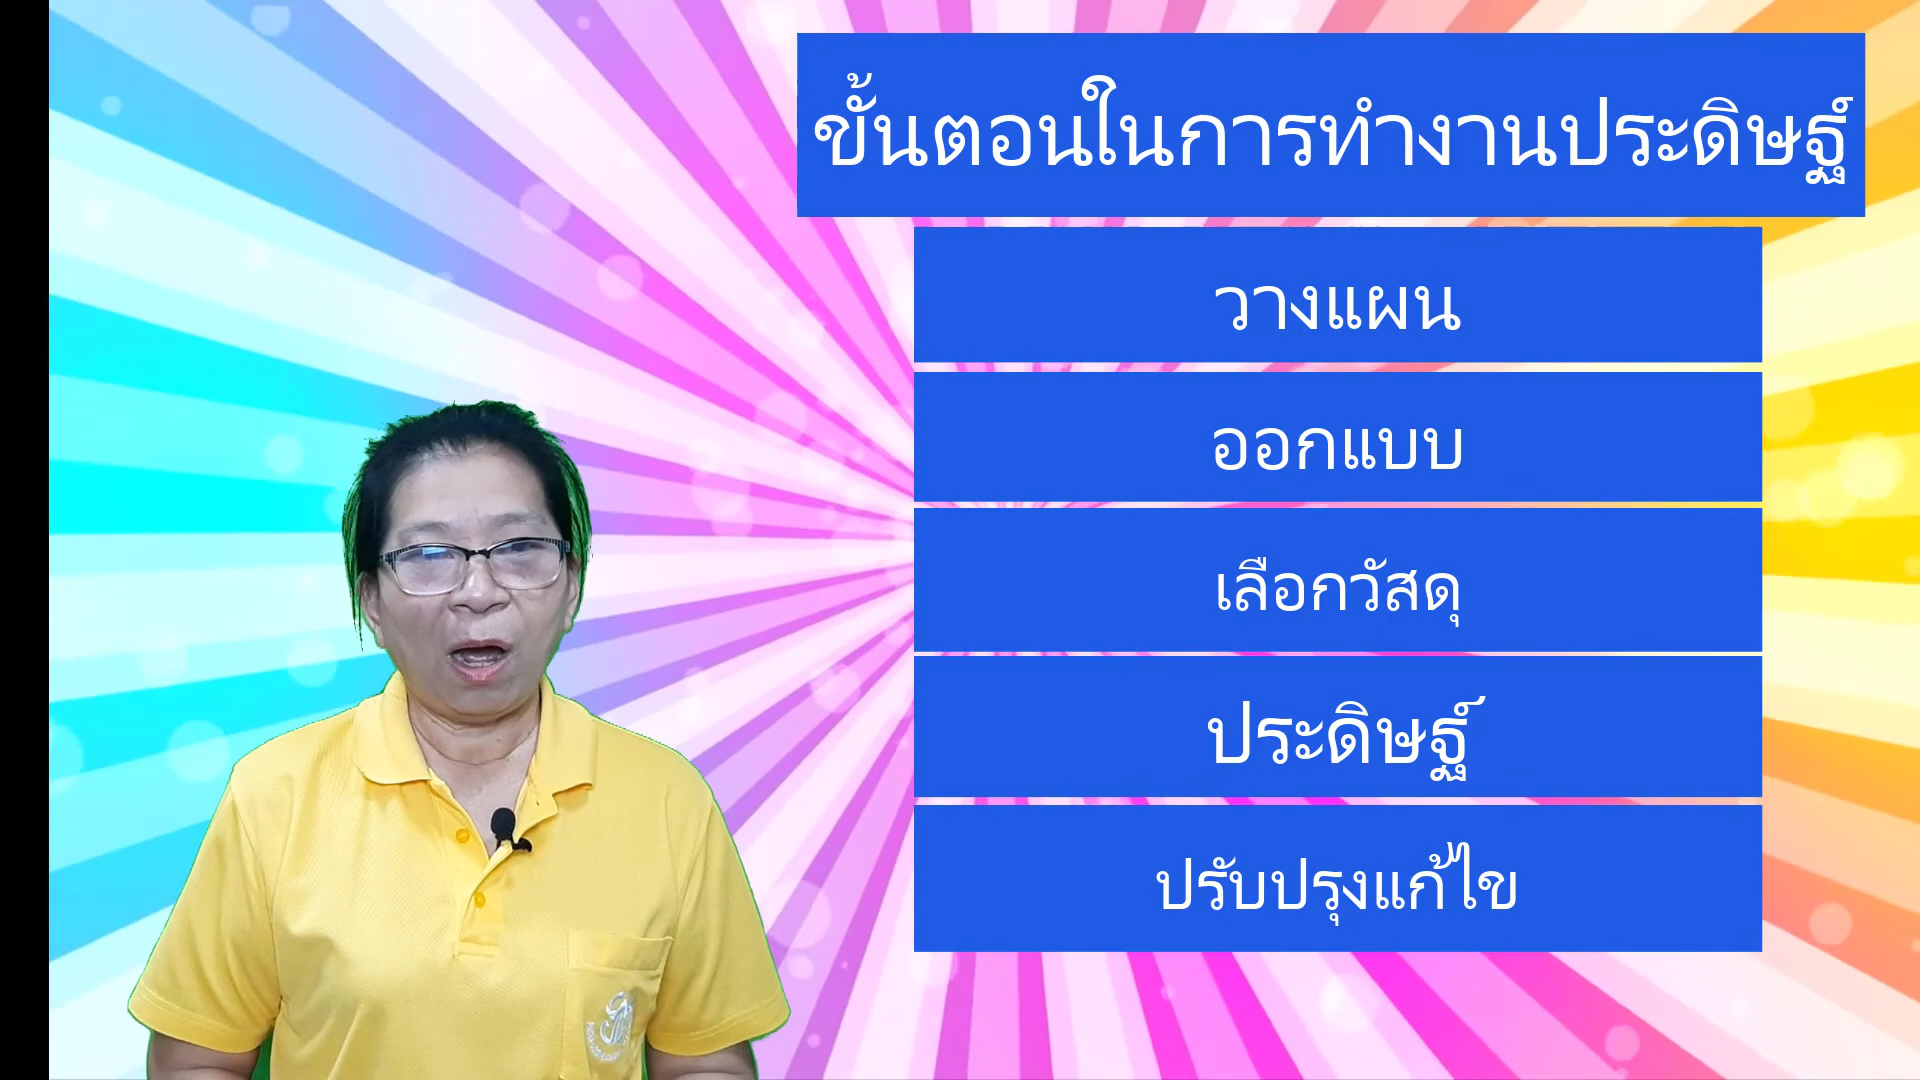 ขั้นตอนในการทำงานประดิษฐ์
วางแผน
ออกแบบ
เลือกวัสดุ
ประดิษฐ์
ปรับปรุงแก้ไข